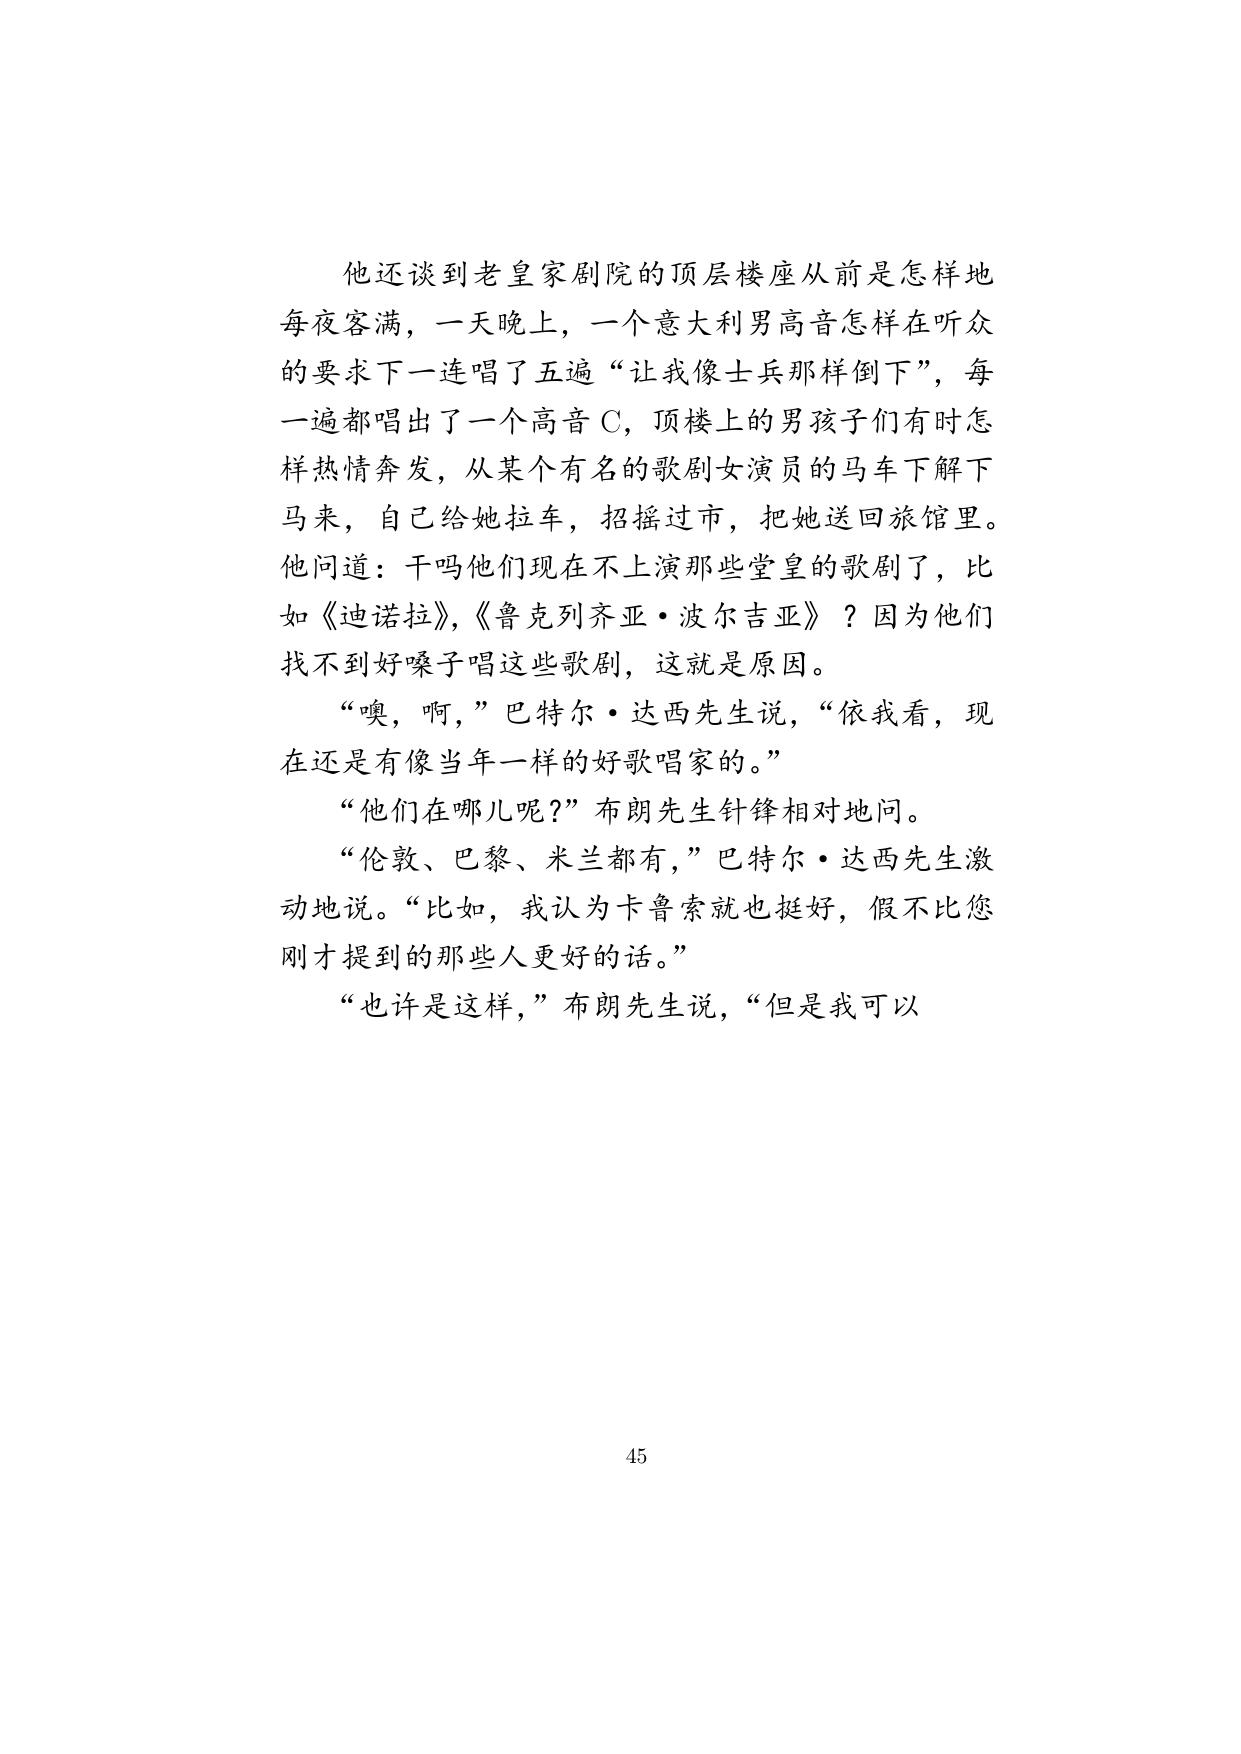 他还谈到老皇家剧院的顶层楼座从前是怎样地
每夜客满，一天晚上，一个意大利男高音怎样在听众
的要求下一连唱了五遍“让我像士兵那样倒下”，每
一遍都唱出了一个高音 C，顶楼上的男孩子们有时怎
样热情奔发，从某个有名的歌剧女演员的马车下解下
马来，自己给她拉车，招摇过市，把她送回旅馆里。
他问道：干吗他们现在不上演那些堂皇的歌剧了，比
如《迪诺拉》，《鲁克列齐亚·波尔吉亚》？因为他们
找不到好嗓子唱这些歌剧，这就是原因。
“噢，啊，”巴特尔·达西先生说，“依我看，现
在还是有像当年一样的好歌唱家的。”
“他们在哪儿呢？”布朗先生针锋相对地问。
“伦敦、巴黎、米兰都有，”巴特尔·达西先生激
动地说。“比如，我认为卡鲁索就也挺好，假不比您
刚才提到的那些人更好的话。”
“也许是这样，”布朗先生说，“但是我可以
45